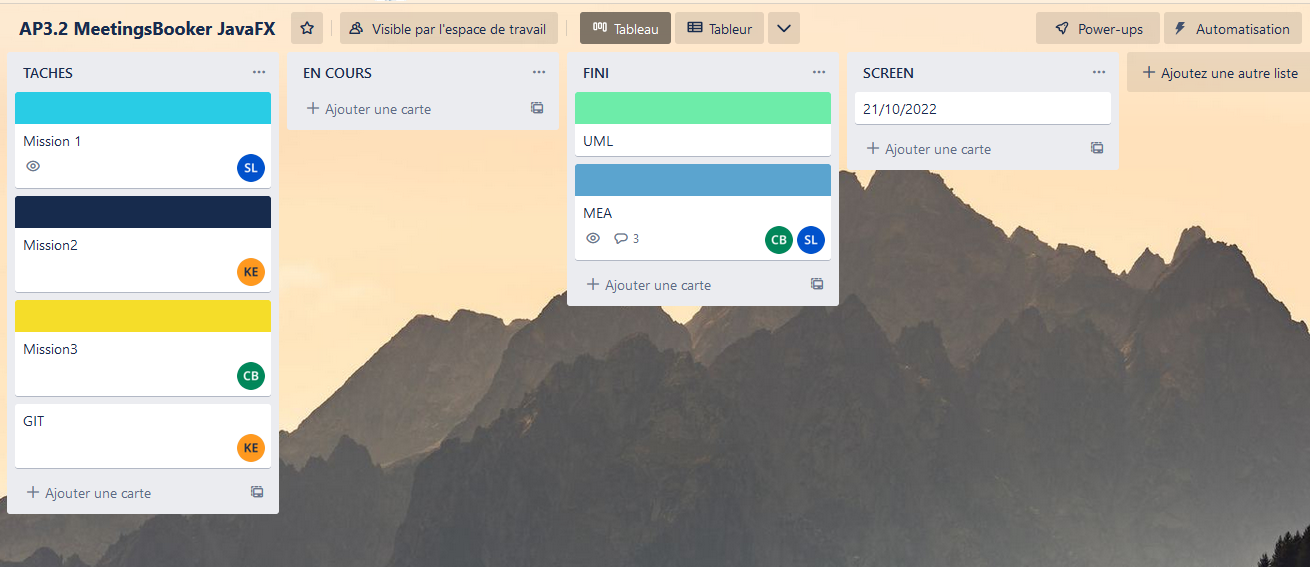 AP3.2 MeetingsBooker JavaFX
Visible par l'espace de travail
Tableau
Tableur
Power-ups
Automatisation
TACHES
Mission 1
SL
Mission2
KE
Mission3
CB
GIT
KE
Ajouter une carte
EN COURS
Ajouter une carte
FINI
UML
MEA
3
CB
SL
Ajouter une carte
SCREEN
21/10/2022
Ajouter une carte
Ajoutez une autre liste